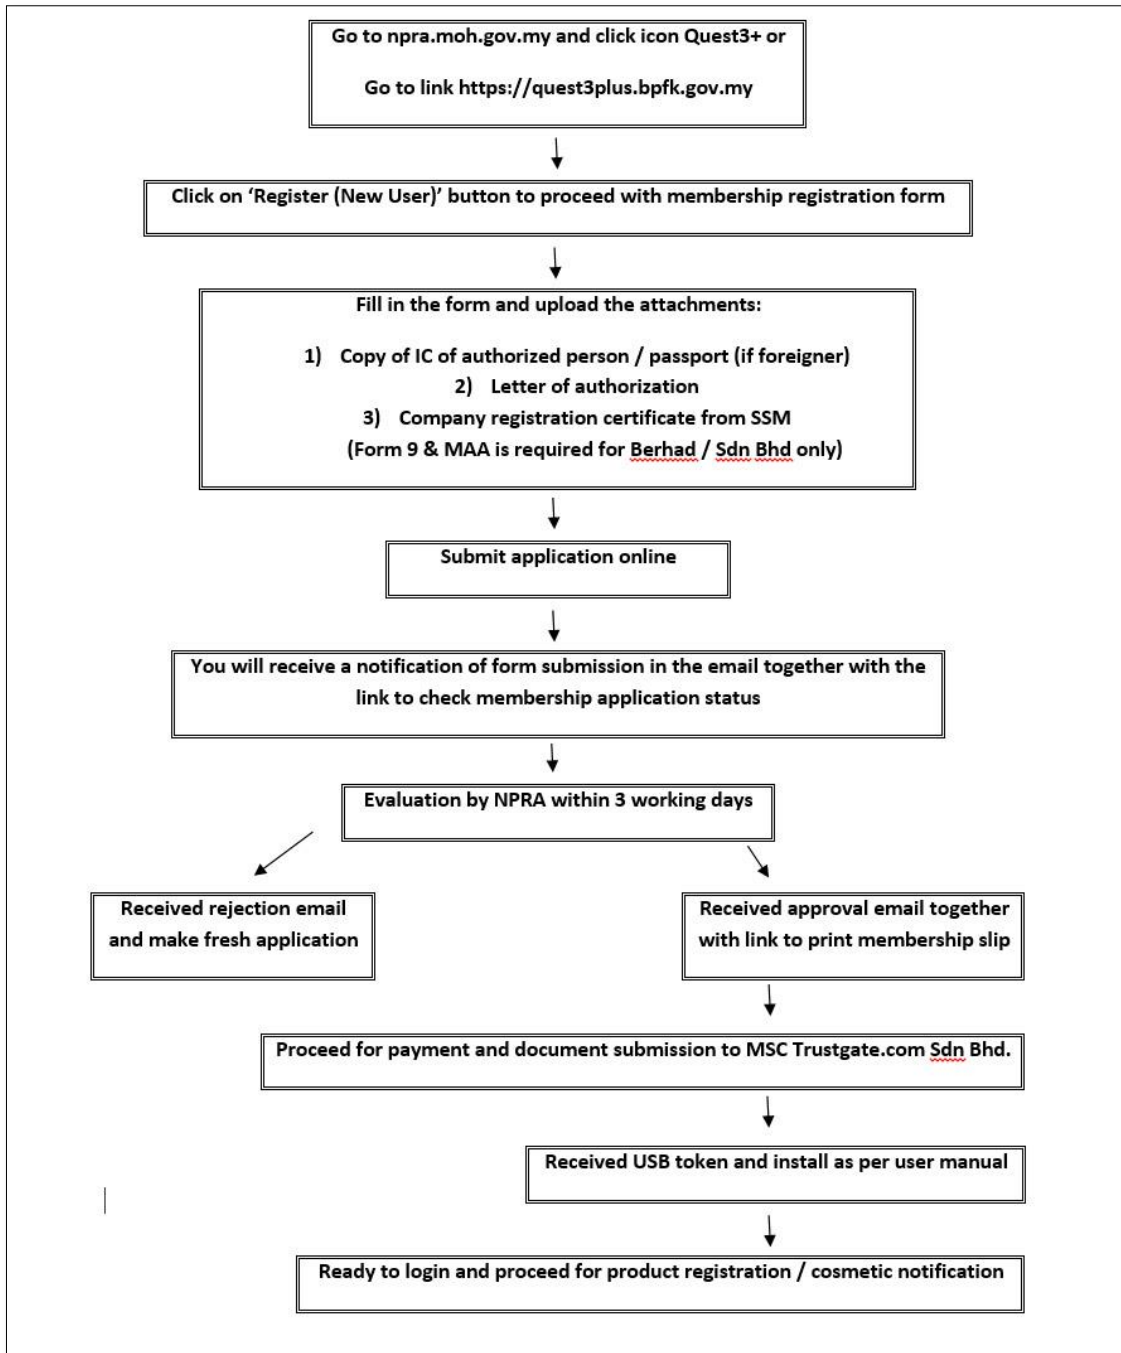 Go to npra.moh.gov.my and click icon Quest3+ or
Go to link https://quest3plus.bpfk.gov.my
Click on ‘Register (New User)’ button to proceed with membership registration form
Fill in the form and upload the attachments:
1) Copy of IC of authorized person / passport (if foreigner)
2) Letter of authorization
3) Company registration certificate from SSM
(Form 9 & MAA is required for Berhad / Sdn Bhd only)
Submit application online
You will receive a notification of form submission in the email together with the
link to check membership application status
Evaluation by NPRA within 3 working days
Received rejection email
and make fresh application
Received approval email together
with link to print membership slip
Proceed for payment and document submission to MSC Trustgate.com Sdn Bhd.
Received USB token and install as per user manual
Ready to login and proceed for product registration / cosmetic notification